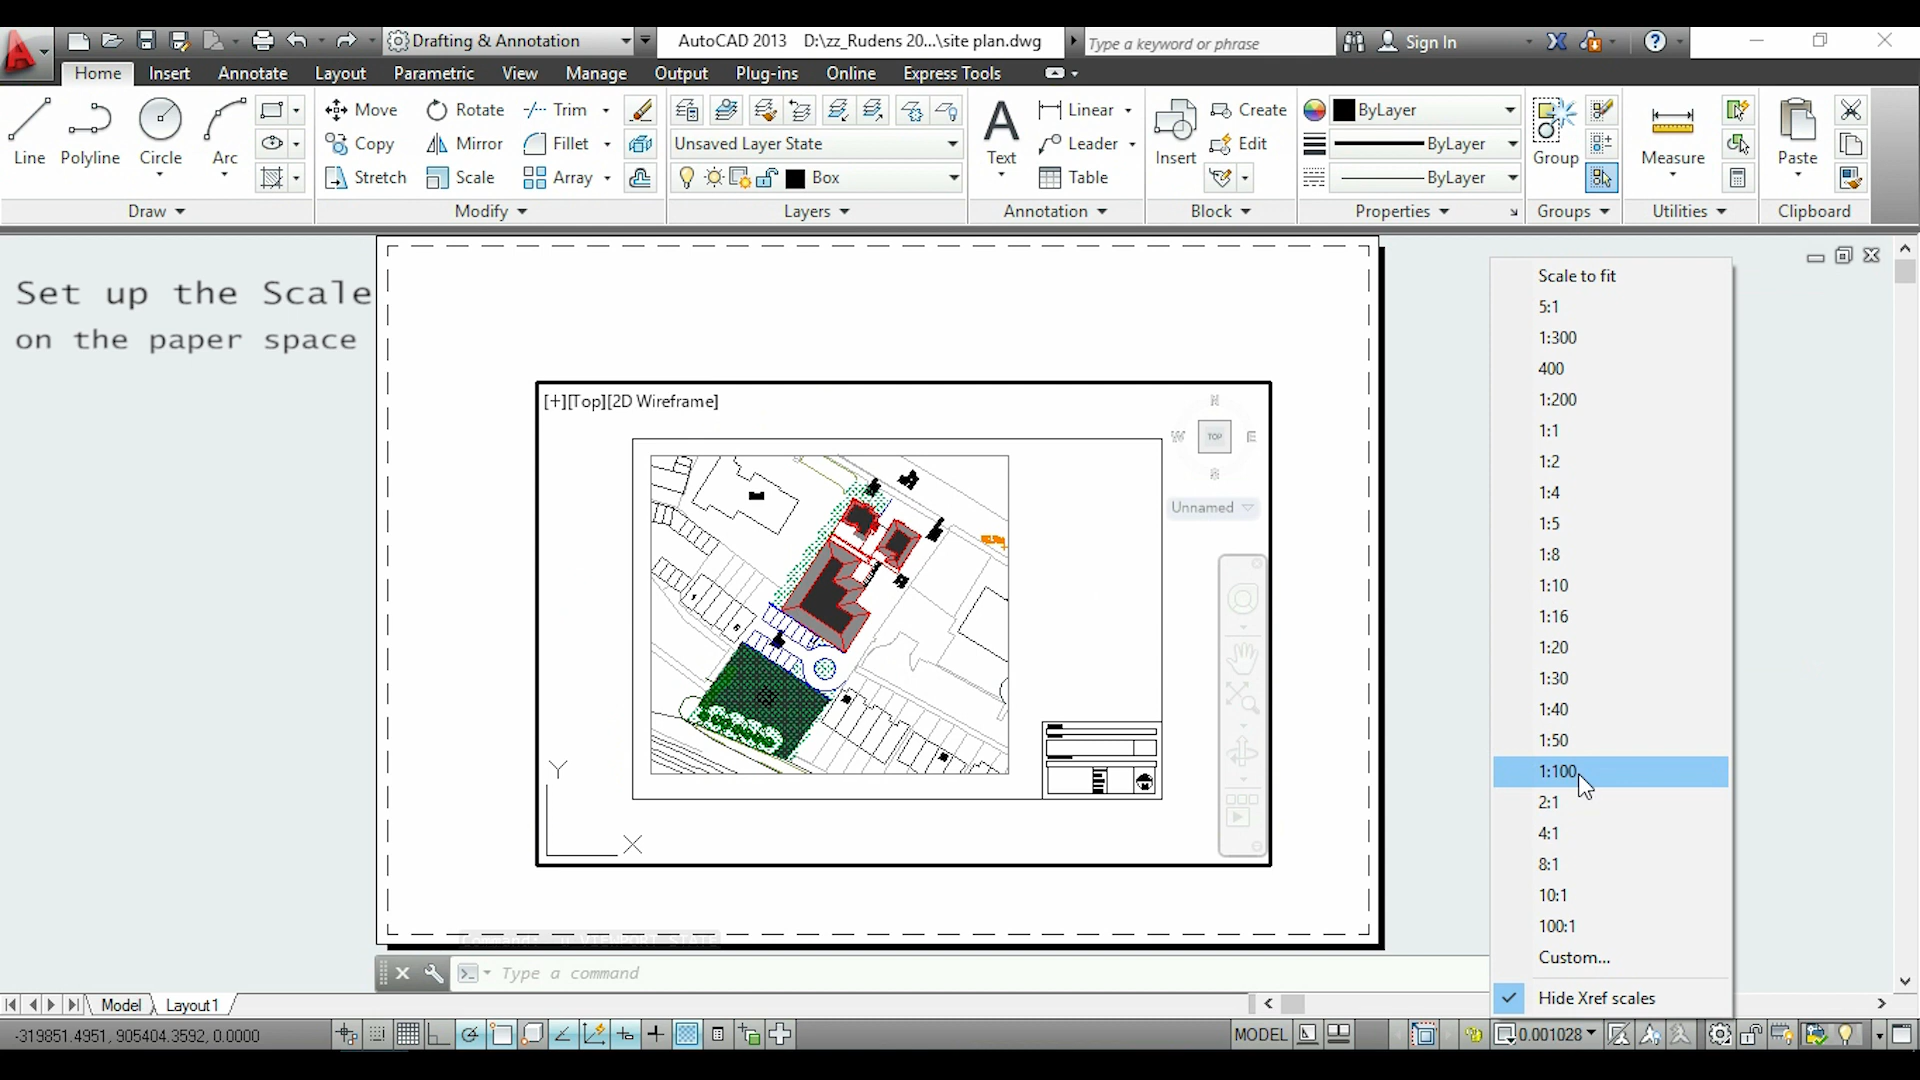 Drafting & Annotation
AutoCAD 2013 D:\zz_Rudens 20...\site plan.dwg
Type a keyword or phrase
Sign In
Home Insert Annotate Layout Parametric View Manage Output Plug-ins Online Express Tools
Line Polyline Circle Arc
Draw
Move Rotate Trim
Copy Mirror Fillet
Stretch Scale Array
Modify
Unsaved Layer State
Box
Layers
Text
Linear
Leader
Table
Annotation
Insert
Create
Edit
Block
ByLayer
ByLayer
ByLayer
Properties
Group
Groups
Measure
Utilities
Paste
Clipboard
Set up the Scale
on the paper space
[+][Top][2D Wireframe]
N
W TOP E
S
Unnamed
Y
X
Scale to fit
5:1
1:300
400
1:200
1:1
1:2
1:4
1:5
1:8
1:10
1:16
1:20
1:30
1:40
1:50
1:100
2:1
4:1
8:1
10:1
100:1
Custom...
Hide Xref scales
Type a command
Model Layout1
-319851.4951, 905404.3592, 0.0000
MODEL
0.001028